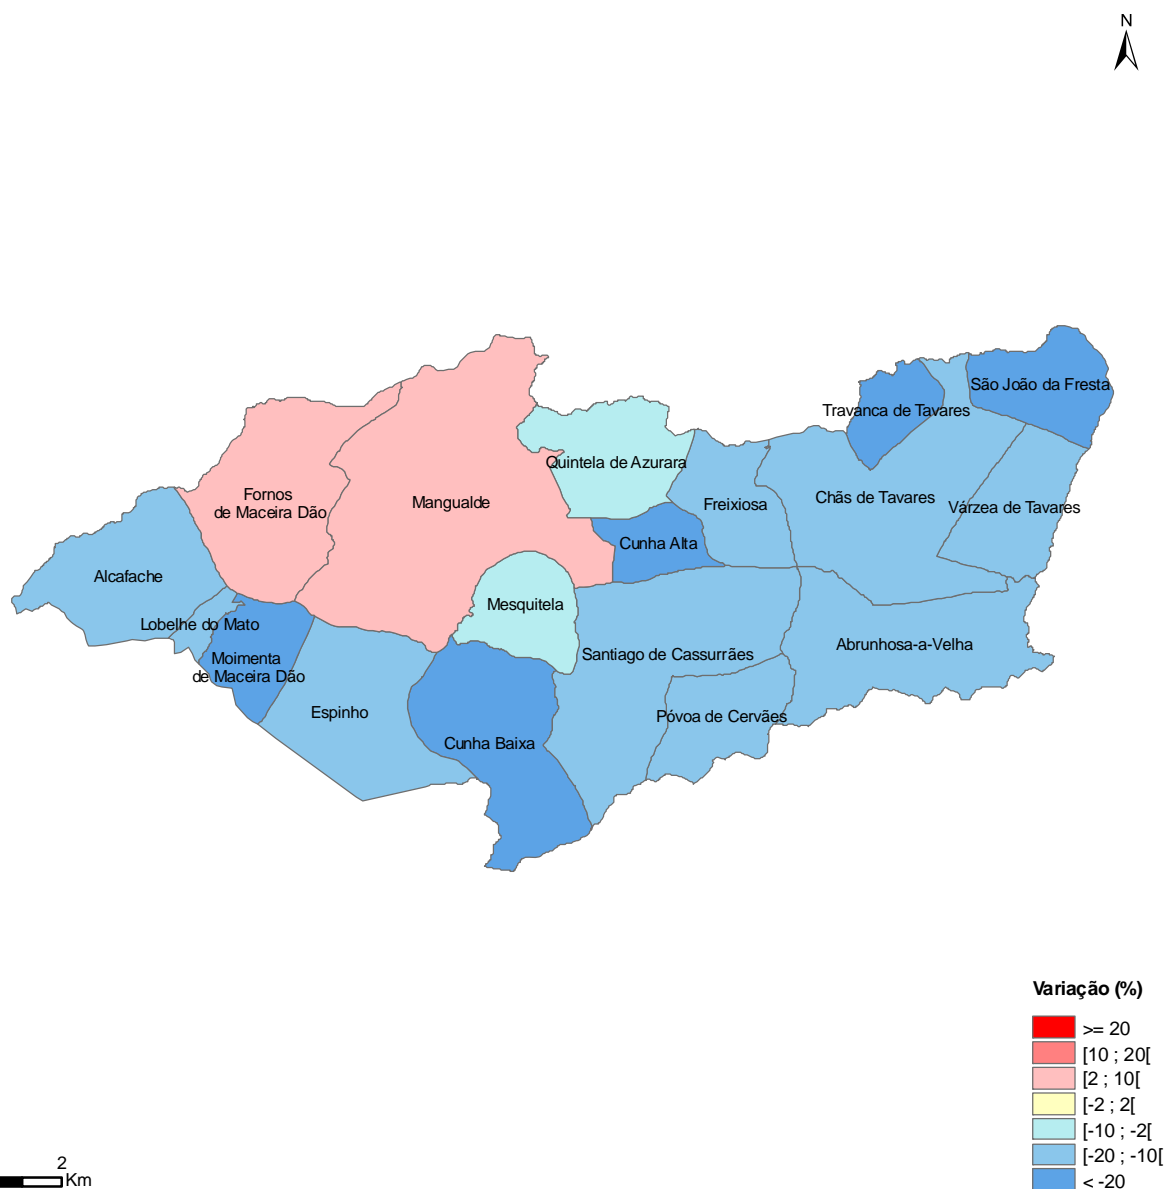 N
São João da Fresta
Travanca de Tavares
Quintela de Azurara
Fornos
de Maceira Dão
Mangualde
Freixiosa
Chãs de Tavares
Várzea de Tavares
Cunha Alta
Alcafache
Mesquitela
Lobelhe do Mato
Abrunhosa-a-Velha
Santiago de Cassurrães
Moimenta
de Maceira Dão
Espinho
Póvoa de Cervães
Cunha Baixa
Variação (%)
>= 20
[10 ; 20[
[2 ; 10[
[-2 ; 2[
[-10 ; -2[
[-20 ; -10[
< -20
2
Km